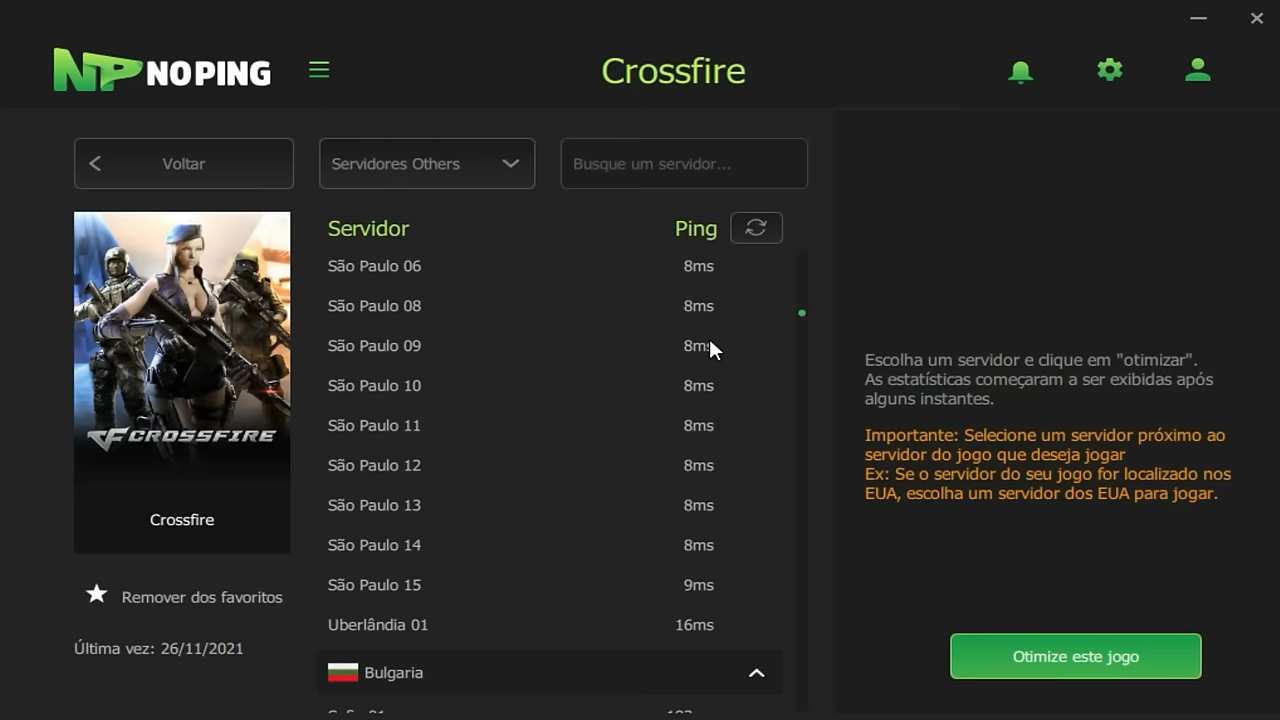 NP NOPING
Crossfire
Voltar
Servidores Others
Busque um servidor...
CF CROSSFIRE
Crossfire
Remover dos favoritos
Última vez: 26/11/2021
Servidor Ping
São Paulo 06 8ms
São Paulo 08 8ms
São Paulo 09 8ms
São Paulo 10 8ms
São Paulo 11 8ms
São Paulo 12 8ms
São Paulo 13 8ms
São Paulo 14 8ms
São Paulo 15 9ms
Uberlândia 01 16ms
Bulgaria
Escolha um servidor e clique em "otimizar".
As estatísticas começaram a ser exibidas após
alguns instantes.
Importante: Selecione um servidor próximo ao
servidor do jogo que deseja jogar
Ex: Se o servidor do seu jogo for localizado nos
EUA, escolha um servidor dos EUA para jogar.
Otimize este jogo